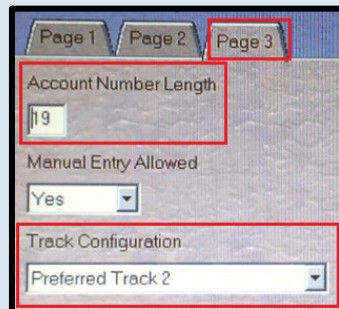 Page 1 Page 2 Page 3
Account Number Length
19
Manual Entry Allowed
Yes
Track Configuration
Preferred Track 2